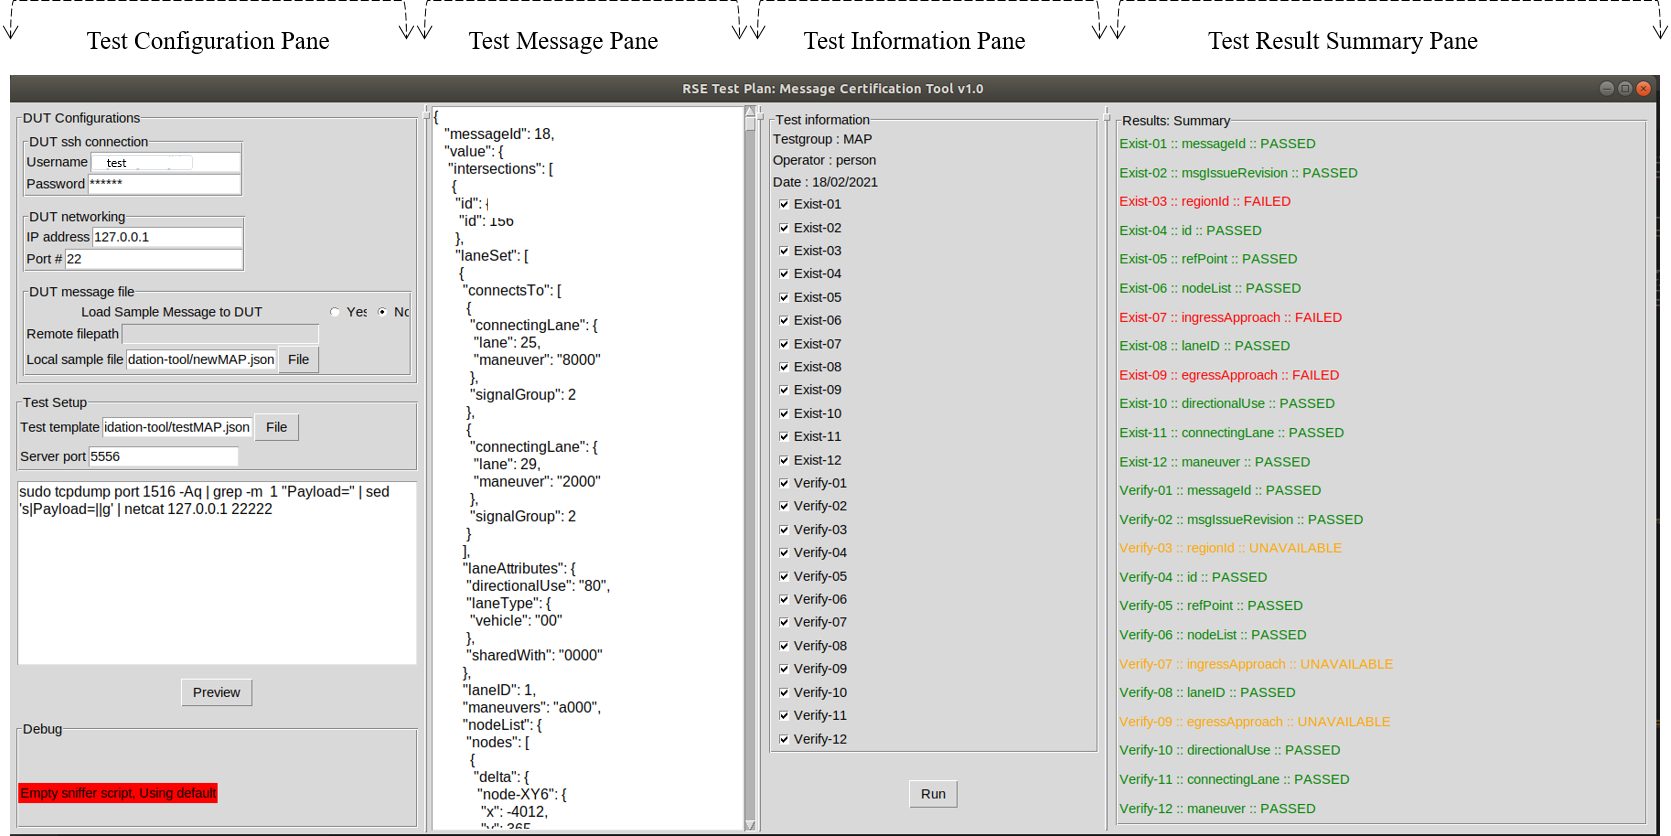 Test Configuration Pane
Test Message Pane
Test Information Pane
Test Result Summary Pane
RSE Test Plan: Message Certification Tool v1.0
DUT Configurations
DUT ssh connection
Username test
Password ******
DUT networking
IP address 127.0.0.1
Port # 22
DUT message file
Load Sample Message to DUT Yes No
Remote filepath
Local sample file dation-tool/newMAP.json File
Test Setup
Test template idation-tool/testMAP.json File
Server port 5556
sudo tcpdump port 1516 -Aq | grep -m 1 "Payload=" | sed
's|Payload=||g' | netcat 127.0.0.1 22222
Preview
Debug
Empty sniffer script, Using default
{
"messageId": 18,
"value": {
"intersections": [
{
"id": {
"id": 156
},
"laneSet": [
{
"connectsTo": [
{
"connectingLane": {
"lane": 25,
"maneuver": "8000"
},
"signalGroup": 2
},
{
"connectingLane": {
"lane": 29,
"maneuver": "2000"
},
"signalGroup": 2
}
],
"laneAttributes": {
"directionalUse": "80",
"laneType": {
"vehicle": "00"
},
"sharedWith": "0000"
},
"laneID": 1,
"maneuvers": "a000",
"nodeList": {
"nodes": [
{
"delta": {
"node-XY6": {
"x": -4012,
"y": 365
Test information
Testgroup : MAP
Operator : person
Date : 18/02/2021
Exist-01
Exist-02
Exist-03
Exist-04
Exist-05
Exist-06
Exist-07
Exist-08
Exist-09
Exist-10
Exist-11
Exist-12
Verify-01
Verify-02
Verify-03
Verify-04
Verify-05
Verify-06
Verify-07
Verify-08
Verify-09
Verify-10
Verify-11
Verify-12
Run
Results: Summary
Exist-01 :: messageId :: PASSED
Exist-02 :: msgIssueRevision :: PASSED
Exist-03 :: regionId :: FAILED
Exist-04 :: id :: PASSED
Exist-05 :: refPoint :: PASSED
Exist-06 :: nodeList :: PASSED
Exist-07 :: ingressApproach :: FAILED
Exist-08 :: laneID :: PASSED
Exist-09 :: egressApproach :: FAILED
Exist-10 :: directionalUse :: PASSED
Exist-11 :: connectingLane :: PASSED
Exist-12 :: maneuver :: PASSED
Verify-01 :: messageId :: PASSED
Verify-02 :: msgIssueRevision :: PASSED
Verify-03 :: regionId :: UNAVAILABLE
Verify-04 :: id :: PASSED
Verify-05 :: refPoint :: PASSED
Verify-06 :: nodeList :: PASSED
Verify-07 :: ingressApproach :: UNAVAILABLE
Verify-08 :: laneID :: PASSED
Verify-09 :: egressApproach :: UNAVAILABLE
Verify-10 :: directionalUse :: PASSED
Verify-11 :: connectingLane :: PASSED
Verify-12 :: maneuver :: PASSED